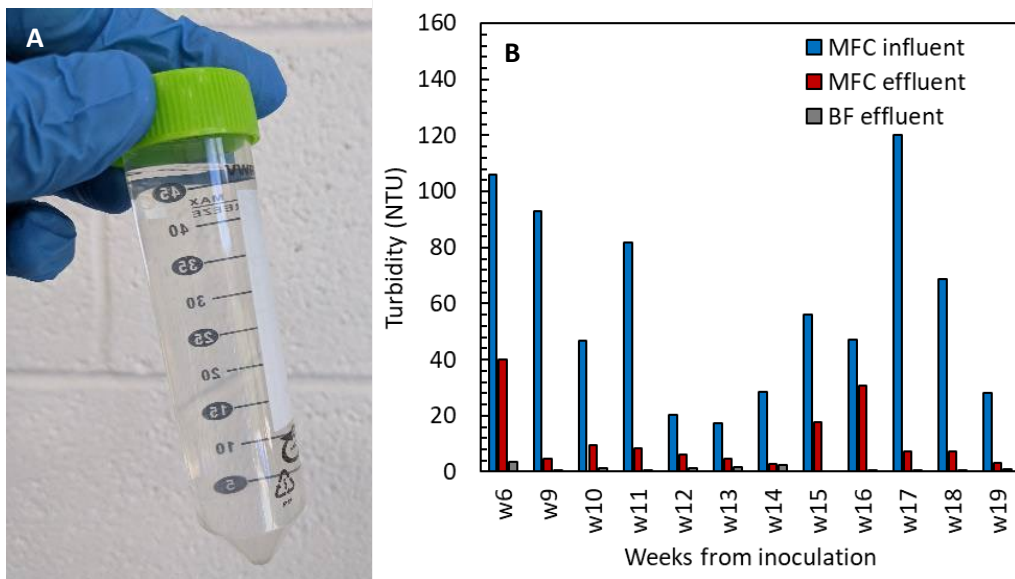 A
45
MAX
40
35
30
25
20
15
10
5
PP
B
MFC influent
MFC effluent
BF effluent
Turbidity (NTU)
160
140
120
100
80
60
40
20
0
w6
w9
w10
w11
w12
w13
w14
w15
w16
w17
w18
w19
Weeks from inoculation